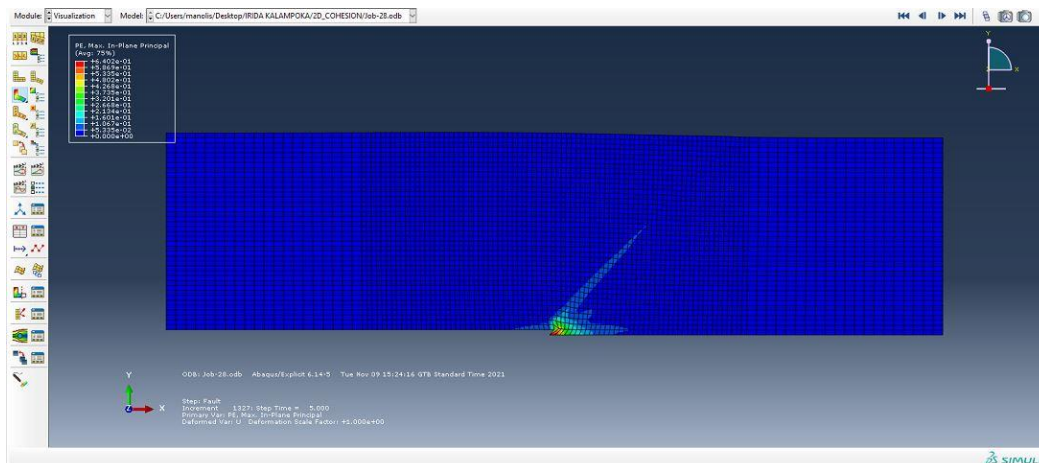 Module: Visualization Model: C:/Users/manolis/Desktop/IRIDA KALAMPOKA/2D_COHESION/Job-28.odb
PE, Max. In-Plane Principal
(Avg: 75%)
+6.402e-01
+5.869e-01
+5.335e-01
+4.802e-01
+4.268e-01
+3.735e-01
+3.201e-01
+2.668e-01
+2.134e-01
+1.601e-01
+1.067e-01
+5.335e-02
+0.000e+00
Y
X
Z
Y
X
Z
ODB: Job-28.odb Abaqus/Explicit 6.14-5 Tue Nov 09 15:24:16 GTB Standard Time 2021
Step: Fault
Increment 1327: Step Time = 5.000
Primary Var: PE, Max. In-Plane Principal
Deformed Var: U Deformation Scale Factor: +1.000e+00
SIMUL